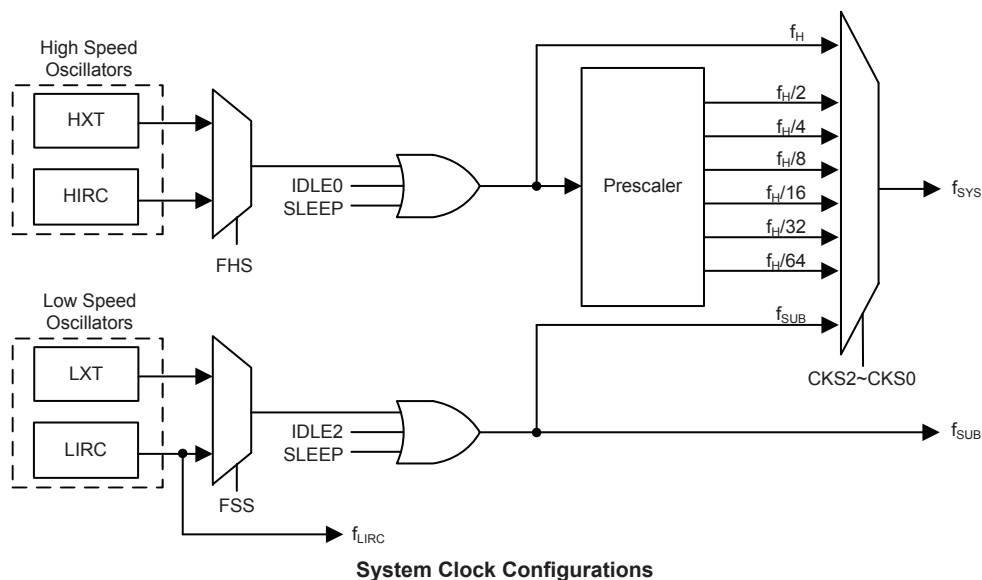 High Speed
Oscillators
HXT
HIRC
FHS
IDLE0
SLEEP
Prescaler
fH
fH/2
fH/4
fH/8
fH/16
fH/32
fH/64
fSUB
fSYS
CKS2~CKS0
Low Speed
Oscillators
LXT
LIRC
FSS
IDLE2
SLEEP
fSUB
fLIRC
System Clock Configurations